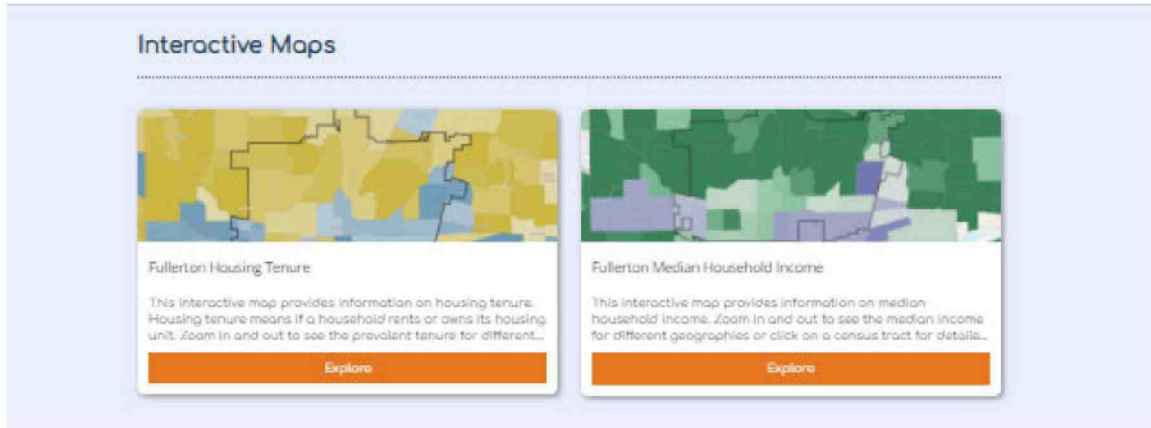 Interactive Maps
Fullerton Housing Tenure
This interactive map provides information on housing tenure.
Housing tenure means if a household rents or owns its housing
unit. Zoom in and out to see the prevalent tenure for different...
Explore
Fullerton Median Household Income
This interactive map provides information on median
household income. Zoom in and out to see the median income
for different geographies or click on a census tract for detaile...
Explore